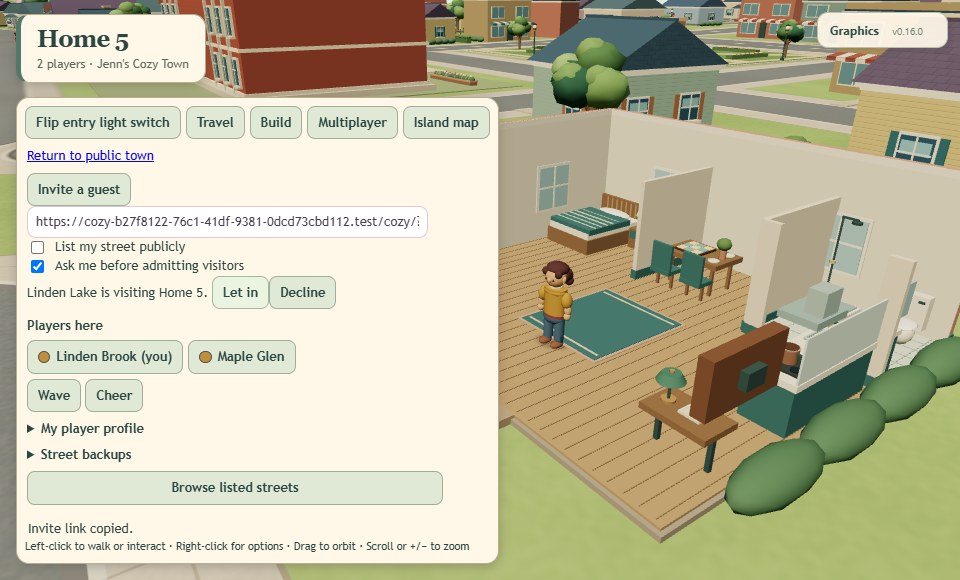 Home 5
2 players · Jenn's Cozy Town
Graphics v0.16.0
Flip entry light switch Travel Build Multiplayer Island map
Return to public town
Invite a guest
https://cozy-b27f8122-76c1-41df-9381-0dcd73cbd112.test/cozy/?
List my street publicly
Ask me before admitting visitors
Linden Lake is visiting Home 5. Let in Decline
Players here
Linden Brook (you) Maple Glen
Wave Cheer
My player profile
Street backups
Browse listed streets
Invite link copied.
Left-click to walk or interact · Right-click for options · Drag to orbit · Scroll or +/− to zoom